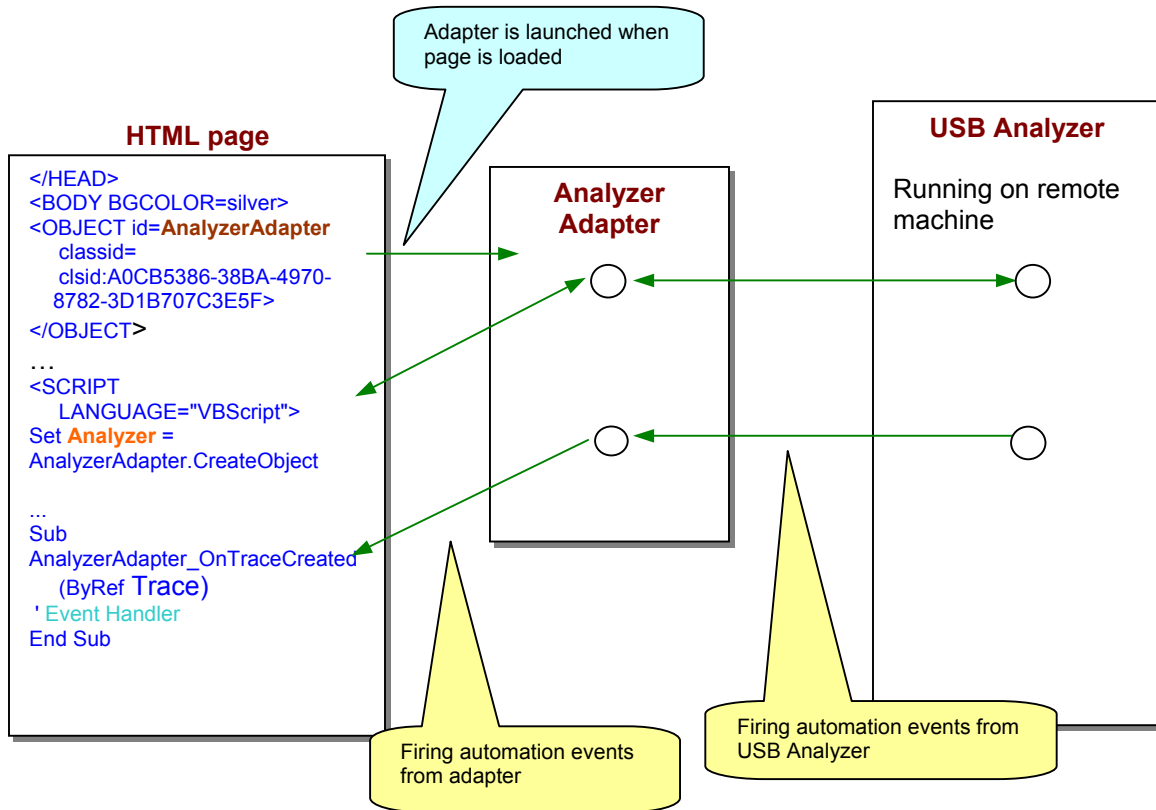 Adapter is launched when
page is loaded
HTML page
</HEAD>
<BODY BGCOLOR=silver>
<OBJECT id=AnalyzerAdapter
classid=
clsid:A0CB5386-38BA-4970-
8782-3D1B707C3E5F>
</OBJECT>
...
<SCRIPT
LANGUAGE="VBScript">
Set Analyzer =
AnalyzerAdapter.CreateObject
...
Sub
AnalyzerAdapter_OnTraceCreated
(ByRef Trace)
' Event Handler
End Sub
Analyzer
Adapter
USB Analyzer
Running on remote
machine
Firing automation events
from adapter
Firing automation events from
USB Analyzer